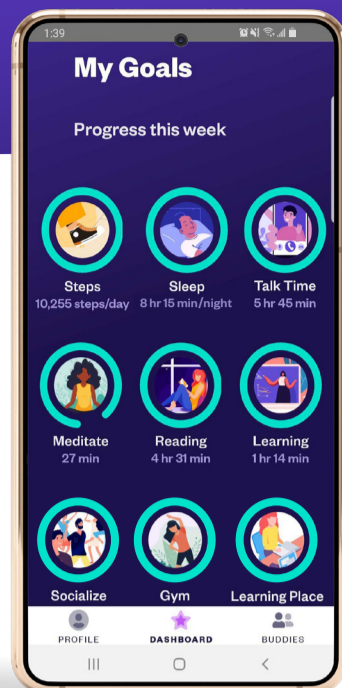 1:39
My Goals
Progress this week
Steps Sleep Talk Time
10,255 steps/day 8 hr 15 min/night 5 hr 45 min
Meditate Reading Learning
27 min 4 hr 31 min 1 hr 14 min
Socialize Gym Learning Place
PROFILE DASHBOARD BUDDIES